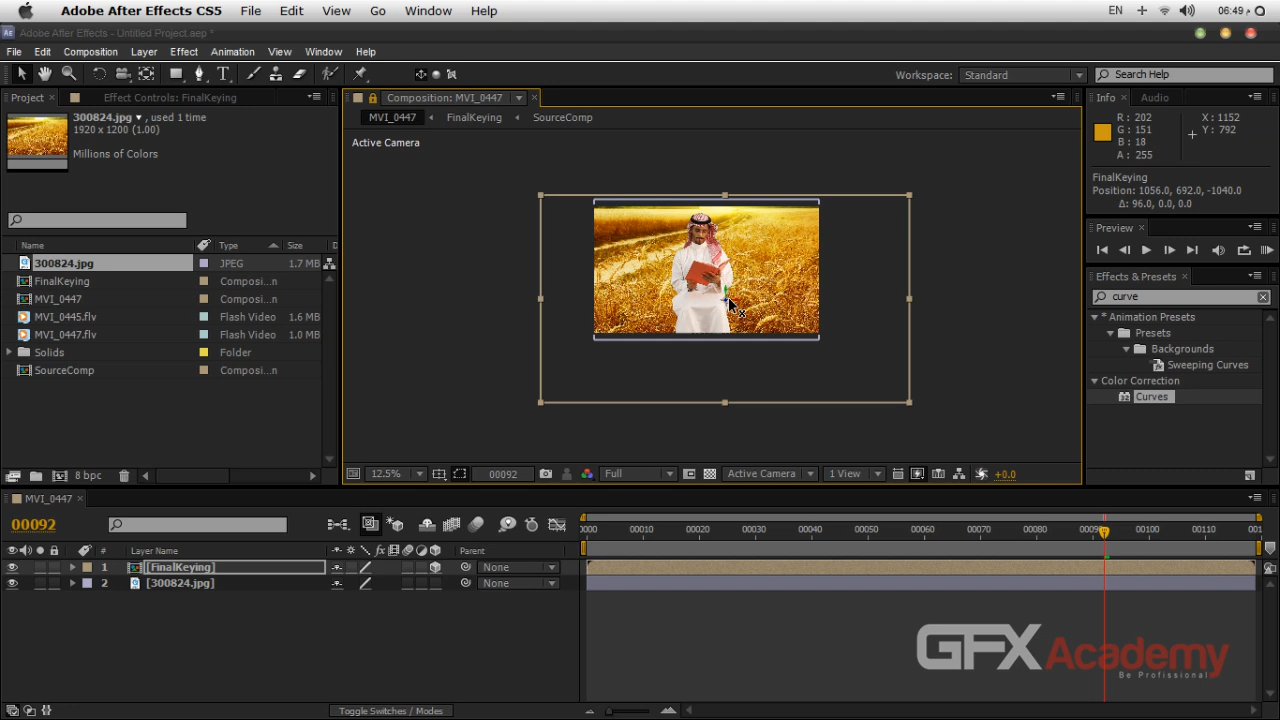 Adobe After Effects CS5 File Edit View Go Window Help EN 06:49 م
Adobe After Effects - Untitled Project.aep *
File Edit Composition Layer Effect Animation View Window Help
Workspace: Standard Search Help
Project Effect Controls: FinalKeying
300824.jpg , used 1 time
1920 x 1200 (1.00)
Millions of Colors
Name Type Size D
300824.jpg JPEG 1.7 MB
FinalKeying Composi...n
MVI_0447 Composi...n
MVI_0445.flv Flash Video 1.6 MB
MVI_0447.flv Flash Video 1.0 MB
Solids Folder
SourceComp Composi...n
8 bpc
Composition: MVI_0447
MVI_0447 FinalKeying SourceComp
Active Camera
12.5% 00092 Full Active Camera 1 View +0.0
Info Audio
R : 202 X : 1152
G : 151 Y : 792
B : 18
A : 255
FinalKeying
Position: 1056.0, 692.0, -1040.0
Δ: 96.0, 0.0, 0.0
Preview
Effects & Presets
curve
* Animation Presets
Presets
Backgrounds
Sweeping Curves
Color Correction
Curves
MVI_0447
00092
0000 00010 00020 00030 00040 00050 00060 00070 00080 0009 00100 00110 001
# Layer Name fx Parent
1 [FinalKeying] None
2 [300824.jpg] None
Toggle Switches / Modes
GFXAcademy
Be Profissional